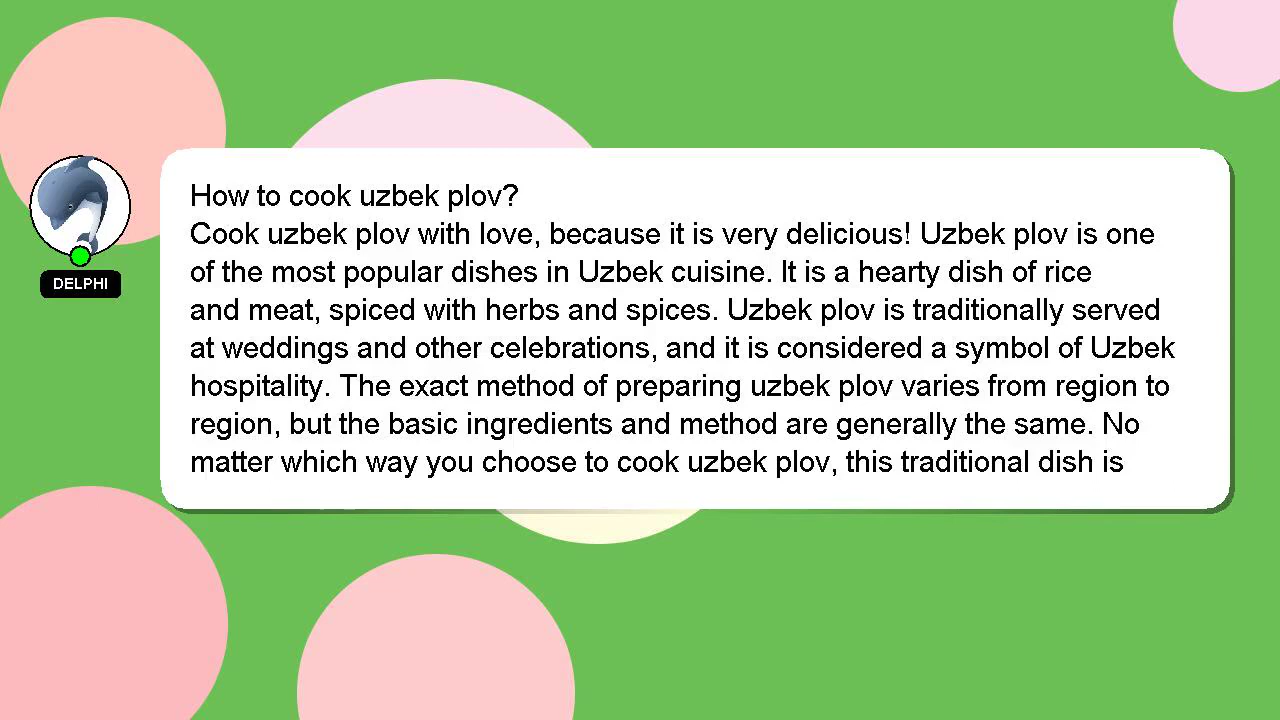 How to cook uzbek plov?
Cook uzbek plov with love, because it is very delicious! Uzbek plov is one
of the most popular dishes in Uzbek cuisine. It is a hearty dish of rice
and meat, spiced with herbs and spices. Uzbek plov is traditionally served
at weddings and other celebrations, and it is considered a symbol of Uzbek
hospitality. The exact method of preparing uzbek plov varies from region to
region, but the basic ingredients and method are generally the same. No
matter which way you choose to cook uzbek plov, this traditional dish is
DELPHI